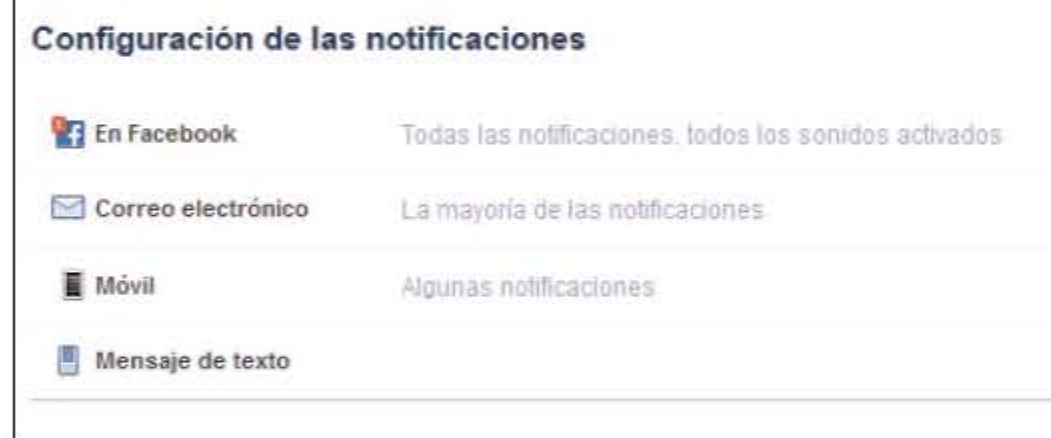 Configuración de las notificaciones
En Facebook Todas las notificaciones, todos los sonidos activados
Correo electrónico La mayoría de las notificaciones
Móvil Algunas notificaciones
Mensaje de texto